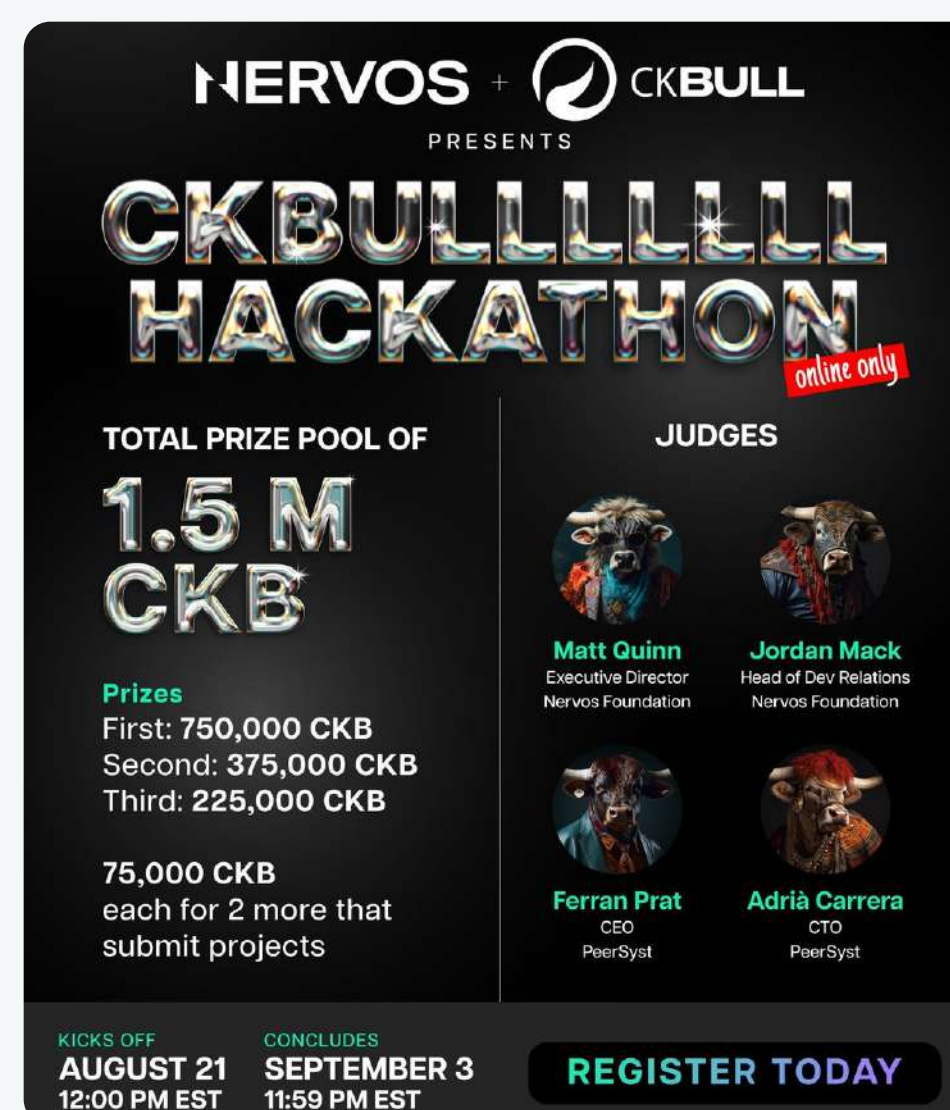 NERVOS + CKBULL
PRESENTS
CKBULLLLLLL
HACKATHON
online only
TOTAL PRIZE POOL OF
1.5 M
CKB
Prizes
First: 750,000 CKB
Second: 375,000 CKB
Third: 225,000 CKB
75,000 CKB
each for 2 more that
submit projects
JUDGES
Matt Quinn
Executive Director
Nervos Foundation
Jordan Mack
Head of Dev Relations
Nervos Foundation
Ferran Prat
CEO
PeerSyst
Adrià Carrera
CTO
PeerSyst
KICKS OFF
AUGUST 21
12:00 PM EST
CONCLUDES
SEPTEMBER 3
11:59 PM EST
REGISTER TODAY